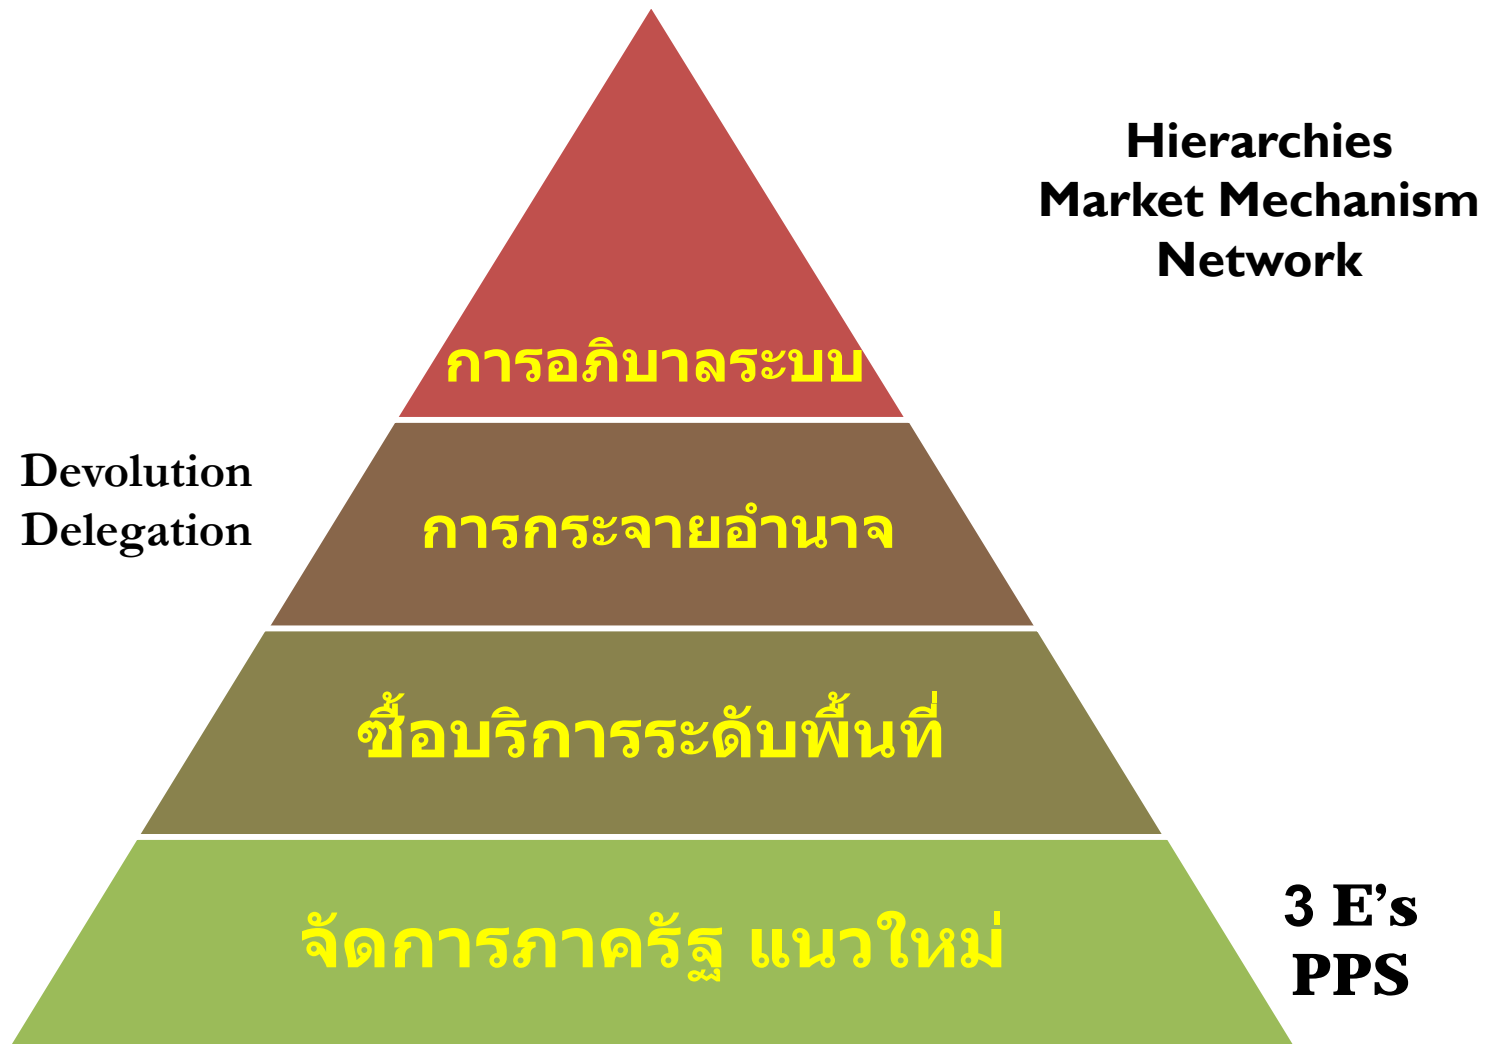 Hierarchies
Market Mechanism
Network
การอภิบาลระบบ
Devolution
Delegation
การกระจายอำนาจ
ซื้อบริการระดับพื้นที่
จัดการภาครัฐ แนวใหม่
3 E's
PPS